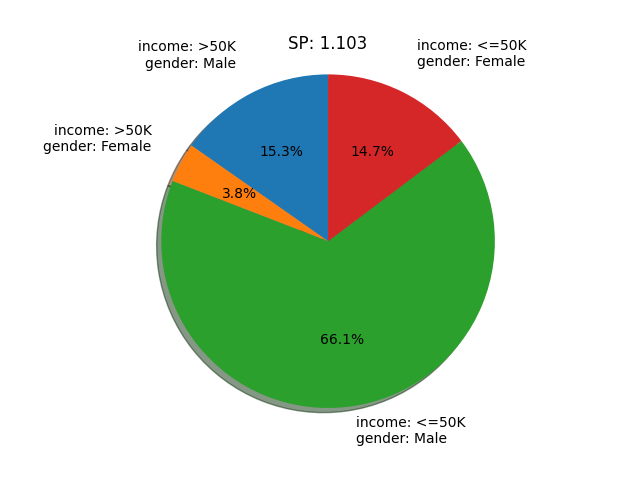 SP: 1.103
income: >50K
gender: Male
income: <=50K
gender: Female
income: >50K
gender: Female
15.3%
14.7%
3.8%
66.1%
income: <=50K
gender: Male